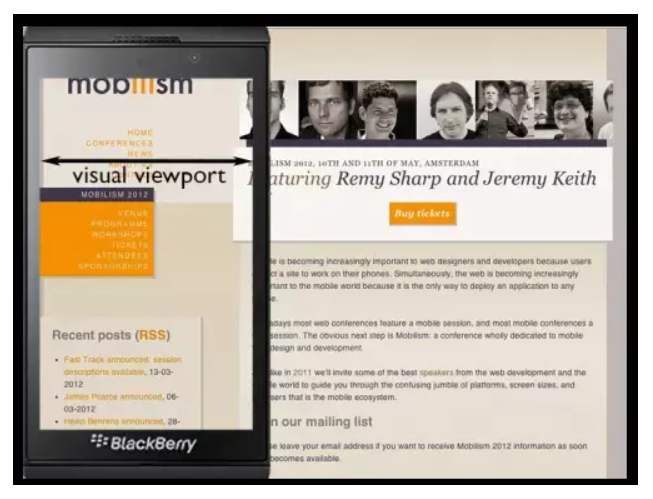 mobilism
HOME
CONFERENCES
NEWS
visual viewport
MOBILISM 2012
VENUE
PROGRAMME
WORKSHOPS
TICKETS
ATTENDEES
SPONSORSHIPS
Recent posts (RSS)
Fast Track announced: session
descriptions available, 13-03-
2012
James Pearce announced, 06-
03-2012
Heiko Behrens announced, 28-
BlackBerry
ILISM 2012, 10TH AND 11TH OF MAY, AMSTERDAM
aturing Remy Sharp and Jeremy Keith
Buy tickets
le is becoming increasingly important to web designers and developers because users
ct a site to work on their phones. Simultaneously, the web is becoming increasingly
rtant to the mobile world because it is the only way to deploy an application to any
e.
adays most web conferences feature a mobile session, and most mobile conferences a
session. The obvious next step is Mobilism: a conference wholly dedicated to mobile
design and development.
ike in 2011 we'll invite some of the best speakers from the web development and the
le world to guide you through the confusing jumble of platforms, screen sizes, and
sers that is the mobile ecosystem.
n our mailing list
se leave your email address if you want to receive Mobilism 2012 information as soon
becomes available.